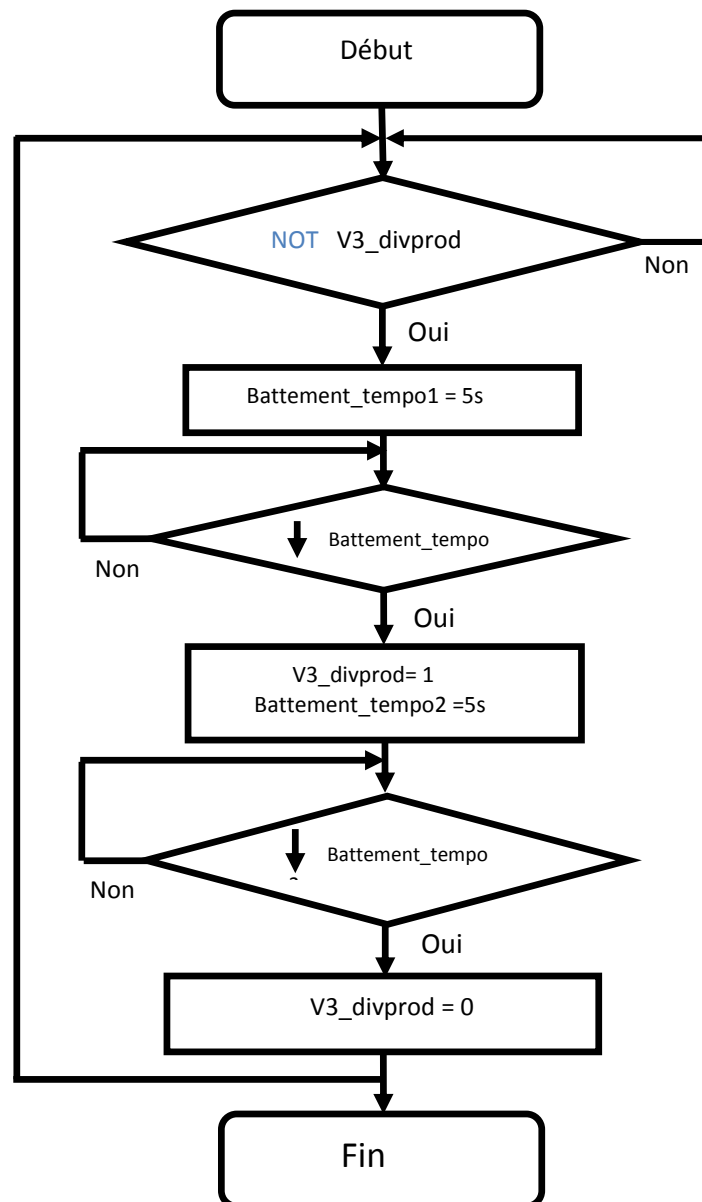 Début
NOT V3_divprod
Non
Oui
Battement_tempo1 = 5s
Battement_tempo
Non
Oui
V3_divprod= 1
Battement_tempo2 =5s
Battement_tempo
Non
Oui
V3_divprod = 0
Fin